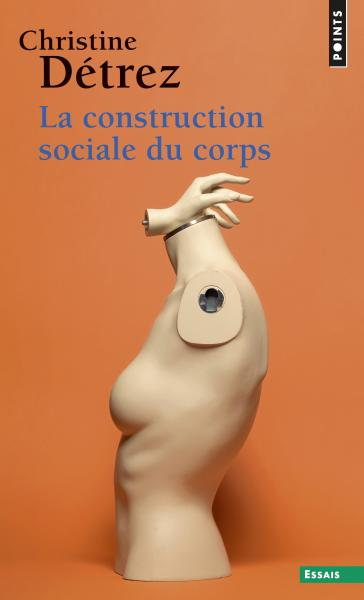 POINTS
Christine
Détrez
La construction
sociale du corps
ESSAIS